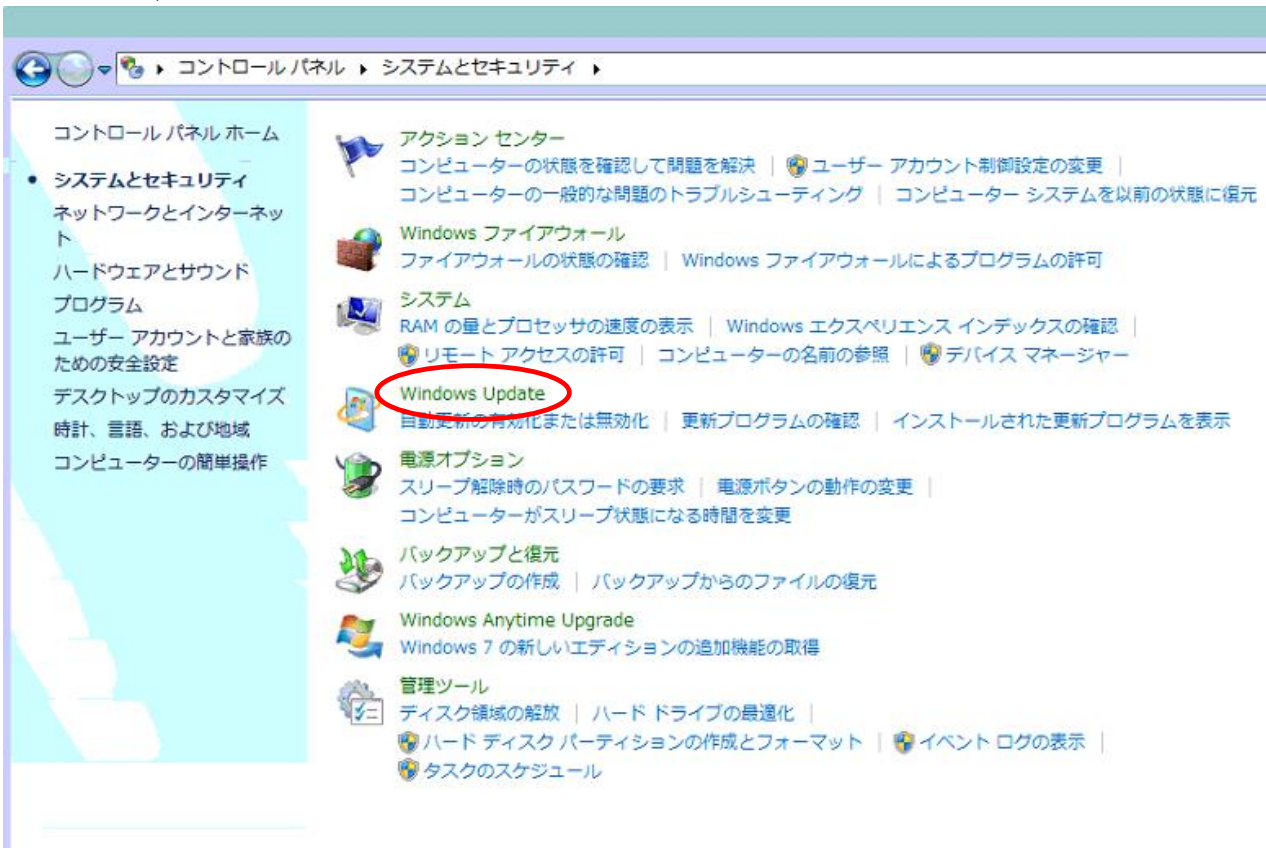 コントロール パネル ▸ システムとセキュリティ ▸
コントロール パネル ホーム
• システムとセキュリティ
ネットワークとインターネッ
ト
ハードウェアとサウンド
プログラム
ユーザー アカウントと家族の
ための安全設定
デスクトップのカスタマイズ
時計、言語、および地域
コンピューターの簡単操作
アクション センター
コンピューターの状態を確認して問題を解決 | ユーザー アカウント制御設定の変更 |
コンピューターの一般的な問題のトラブルシューティング | コンピューター システムを以前の状態に復元
Windows ファイアウォール
ファイアウォールの状態の確認 | Windows ファイアウォールによるプログラムの許可
システム
RAM の量とプロセッサの速度の表示 | Windows エクスペリエンス インデックスの確認 |
リモート アクセスの許可 | コンピューターの名前の参照 | デバイス マネージャー
Windows Update
自動更新の有効化または無効化 | 更新プログラムの確認 | インストールされた更新プログラムを表示
電源オプション
スリープ解除時のパスワードの要求 | 電源ボタンの動作の変更 |
コンピューターがスリープ状態になる時間を変更
バックアップと復元
バックアップの作成 | バックアップからのファイルの復元
Windows Anytime Upgrade
Windows 7 の新しいエディションの追加機能の取得
管理ツール
ディスク領域の解放 | ハード ドライブの最適化 |
ハード ディスク パーティションの作成とフォーマット | イベント ログの表示 |
タスクのスケジュール